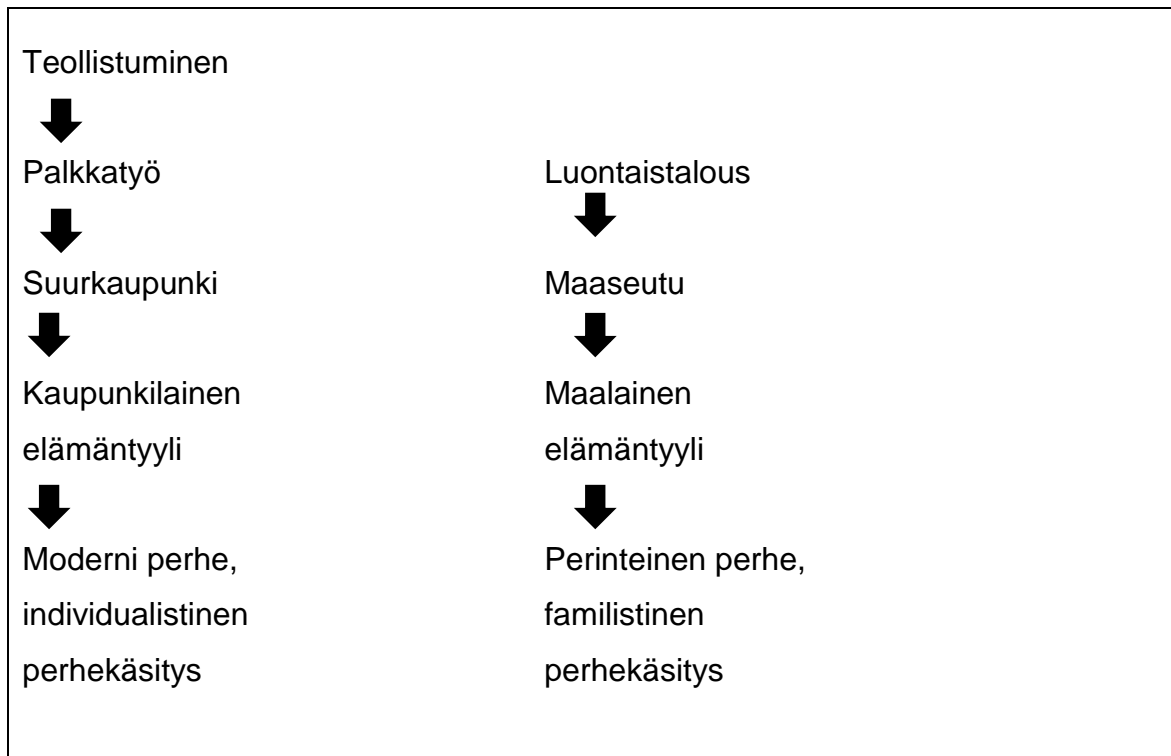 Teollistuminen
Palkkatyö
Luontaistalous
Suurkaupunki
Maaseutu
Kaupunkilainen
elämäntyyli
Maalainen
elämäntyyli
Moderni perhe,
individualistinen
perhekäsitys
Perinteinen perhe,
familistinen
perhekäsitys